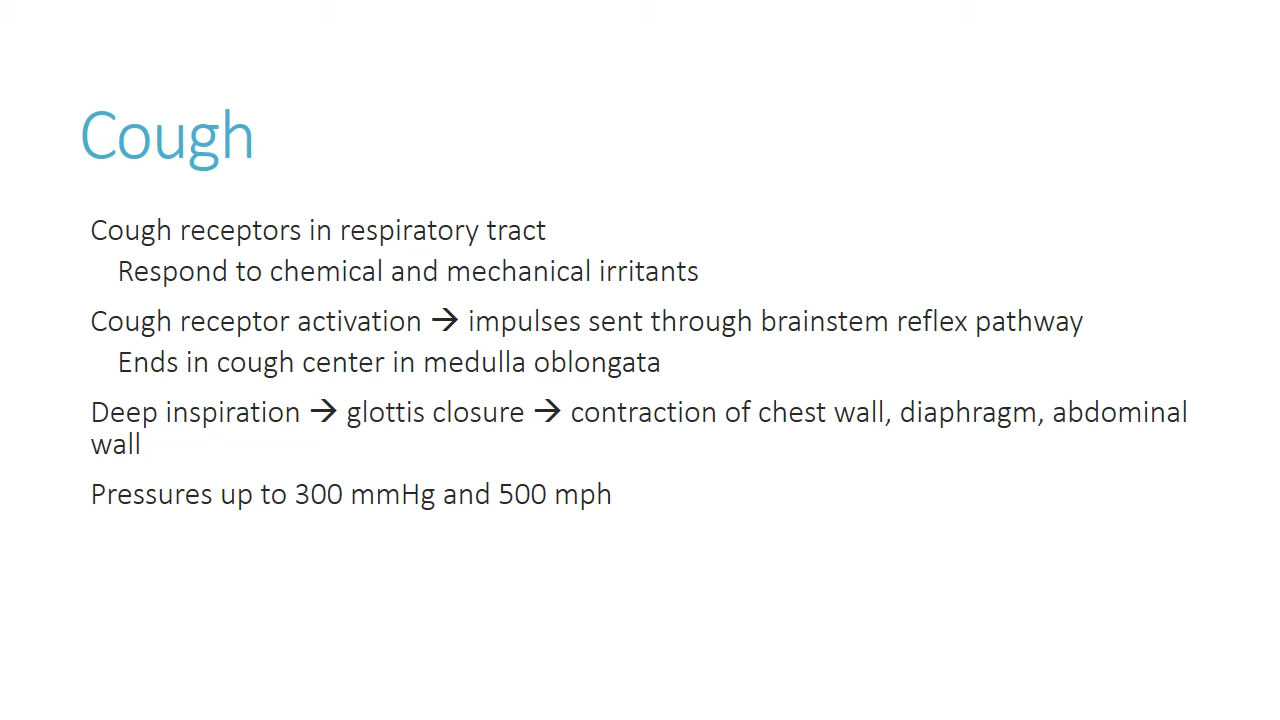 Cough
Cough receptors in respiratory tract
Respond to chemical and mechanical irritants
Cough receptor activation → impulses sent through brainstem reflex pathway
Ends in cough center in medulla oblongata
Deep inspiration → glottis closure → contraction of chest wall, diaphragm, abdominal
wall
Pressures up to 300 mmHg and 500 mph